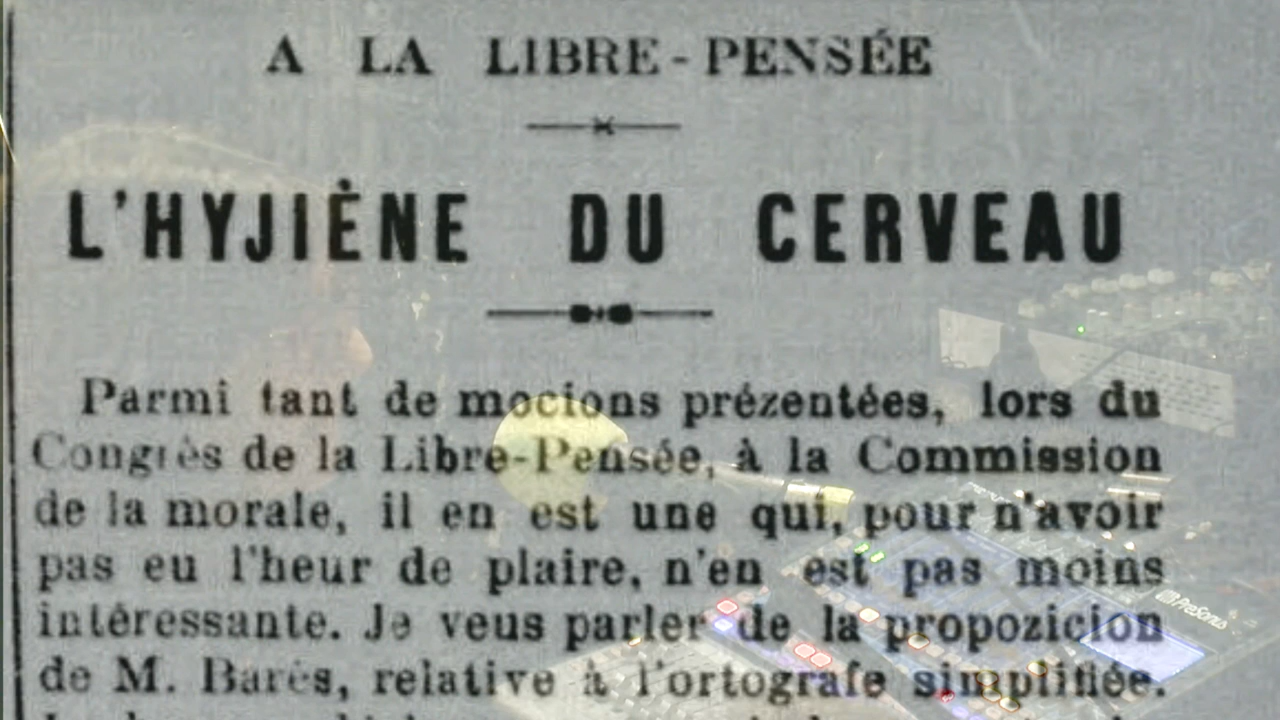 A LA LIBRE-PENSÉE
L'HYJIÈNE DU CERVEAU
Parmi tant de mocions prézentées, lors du
Congrès de la Libre-Pensée, à la Commission
de la morale, il en est une qui, pour n'avoir
pas eu l'heur de plaire, n'en est pas moins
intéressante. Je veus parler de la propozicion
de M. Barès, relative à l'ortografe simplifiée.
PreSonus